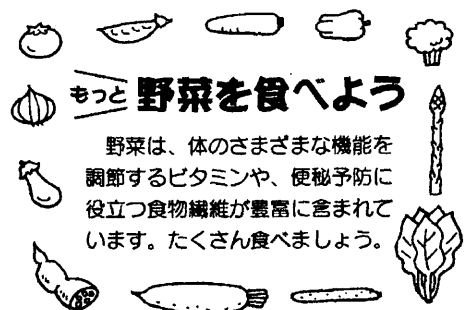 もっと野菜を食べよう
野菜は、体のさまざまな機能を
調節するビタミンや、便秘予防に
役立つ食物繊維が豊富に含まれて
います。たくさん食べましょう。